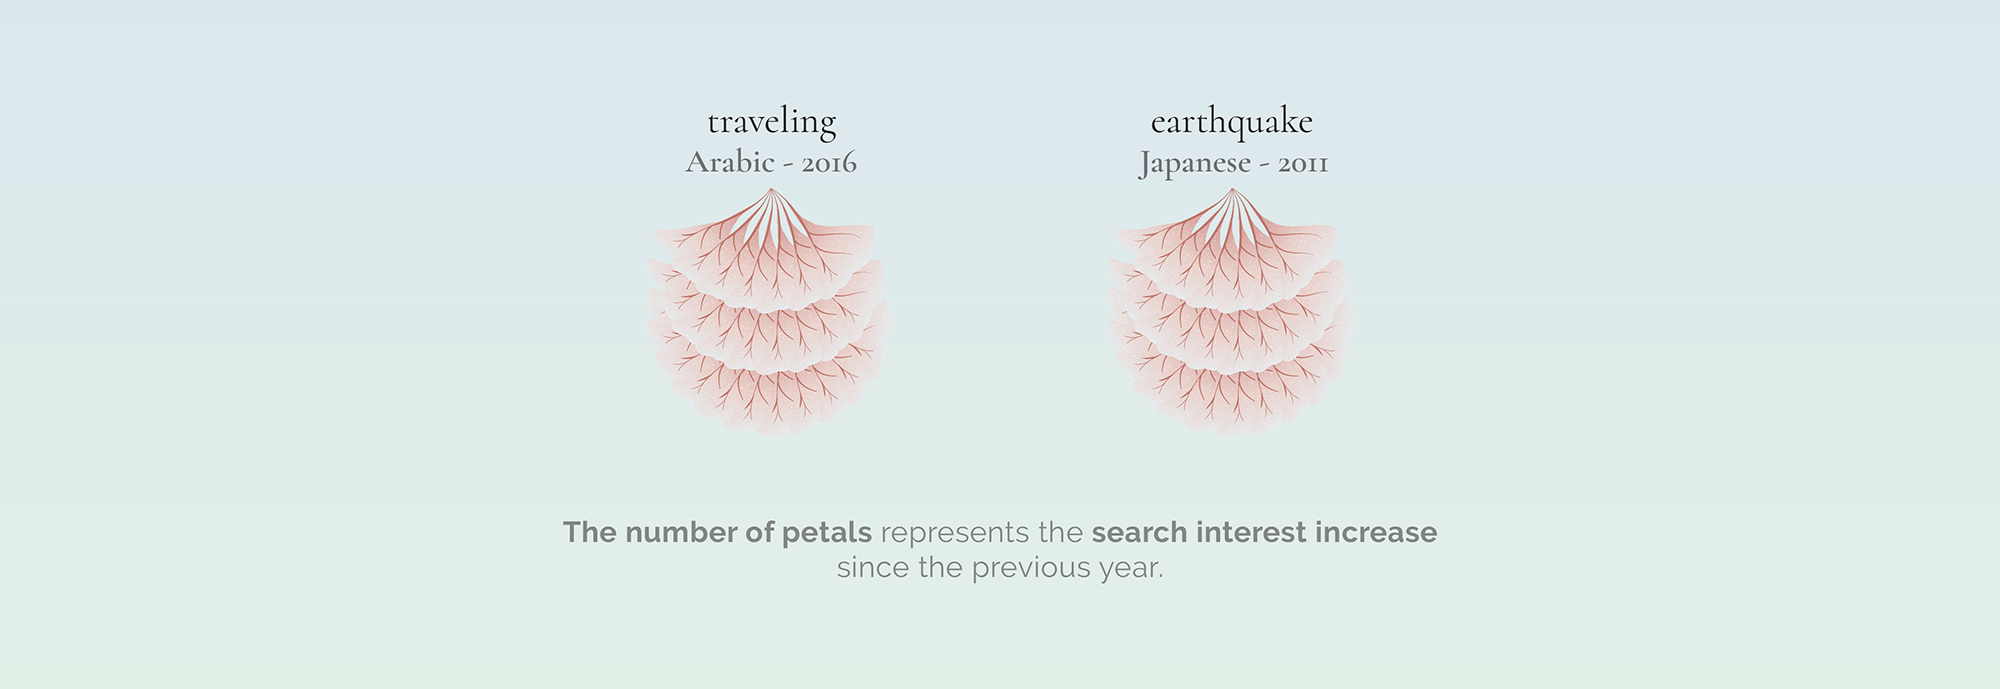 traveling
Arabic - 2016
earthquake
Japanese - 2011
The number of petals represents the search interest increase
since the previous year.